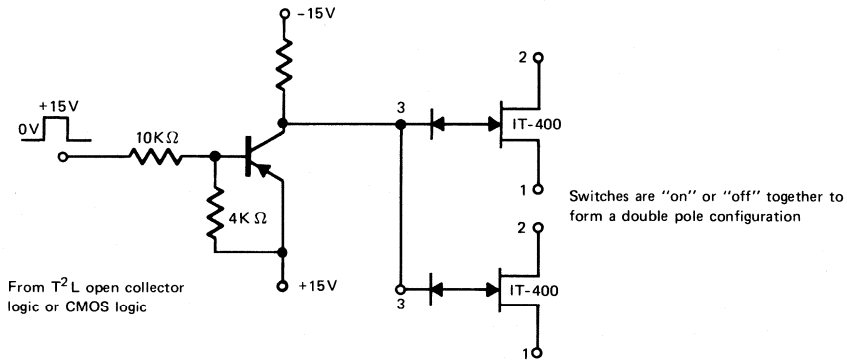 -15V
2
+15V
0V
3
10KΩ
IT-400
1
Switches are "on" or "off" together to
form a double pole configuration
2
4KΩ
+15V
From T²L open collector
logic or CMOS logic
3
IT-400
1